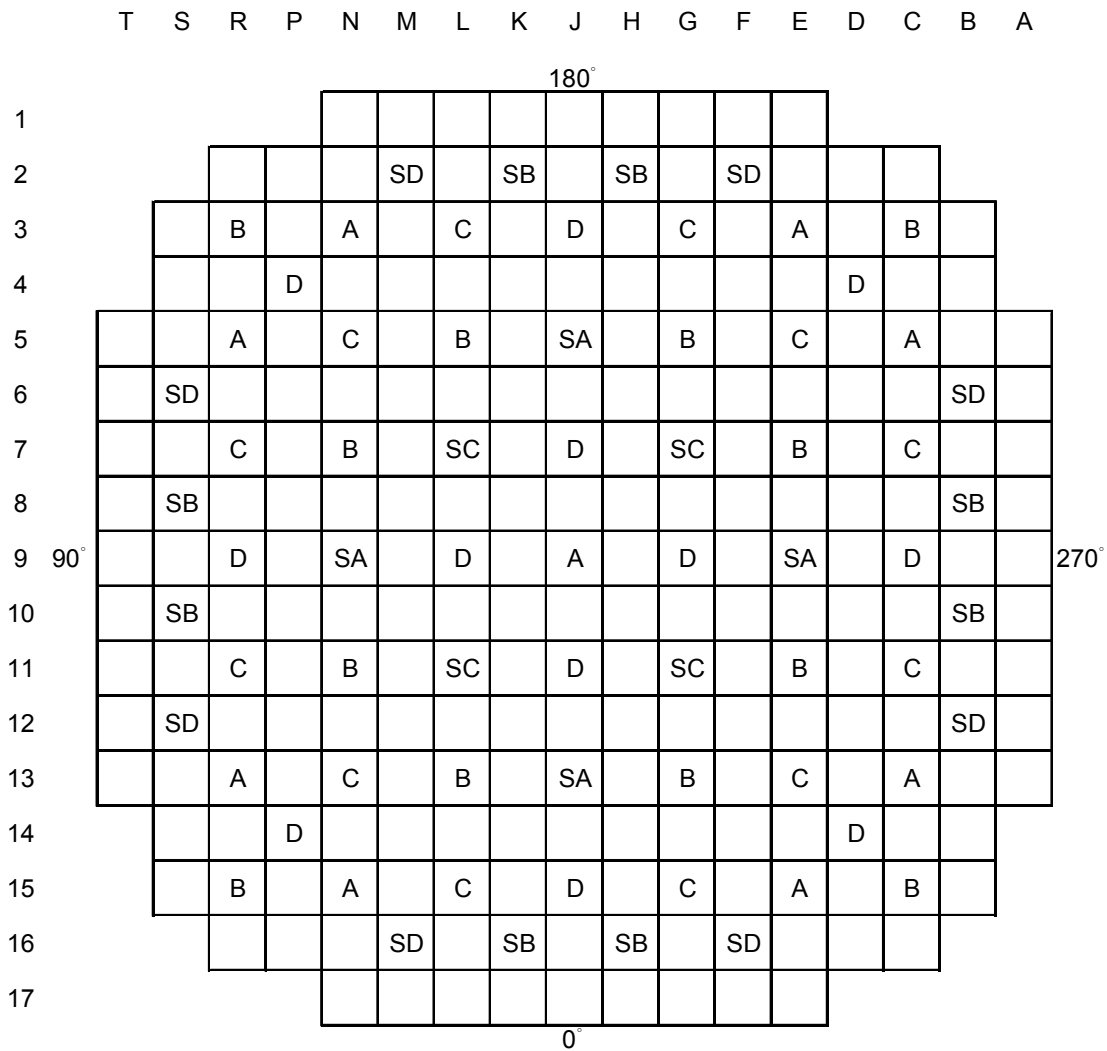 T S R P N M L K J H G F E D C B A
180°
1
2 SD SB SB SD
3 B A C D C A B
4 D D
5 A C B SA B C A
6 SD SD
7 C B SC D SC B C
8 SB SB
9 90° D SA D A D SA D 270°
10 SB SB
11 C B SC D SC B C
12 SD SD
13 A C B SA B C A
14 D D
15 B A C D C A B
16 SD SB SB SD
17
0°